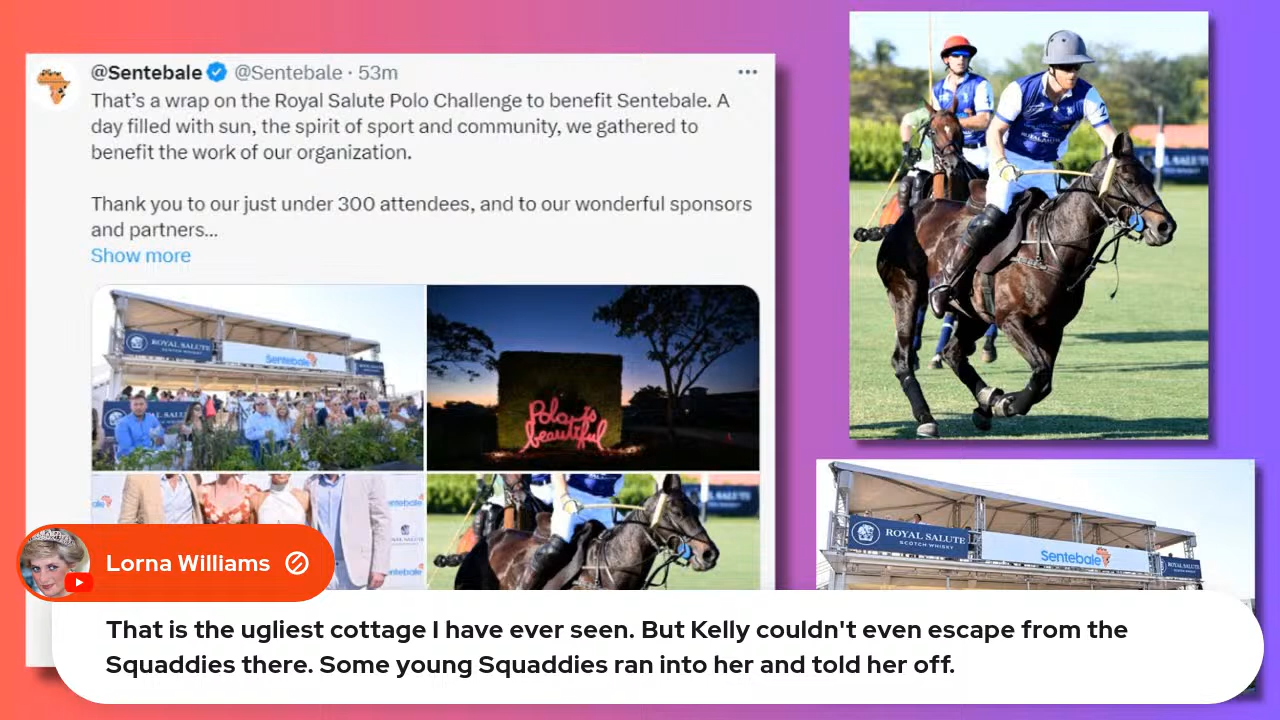 @Sentebale @Sentebale · 53m
That's a wrap on the Royal Salute Polo Challenge to benefit Sentebale. A
day filled with sun, the spirit of sport and community, we gathered to
benefit the work of our organization.
Thank you to our just under 300 attendees, and to our wonderful sponsors
and partners...
Show more
ROYAL SALUTE
SCOTCH WHISKY
Sentebale
Polo is
beautiful
ROYAL SALUTE
SCOTCH WHISKY
Sentebale
ROYAL SALUTE
Lorna Williams
That is the ugliest cottage I have ever seen. But Kelly couldn't even escape from the
Squaddies there. Some young Squaddies ran into her and told her off.